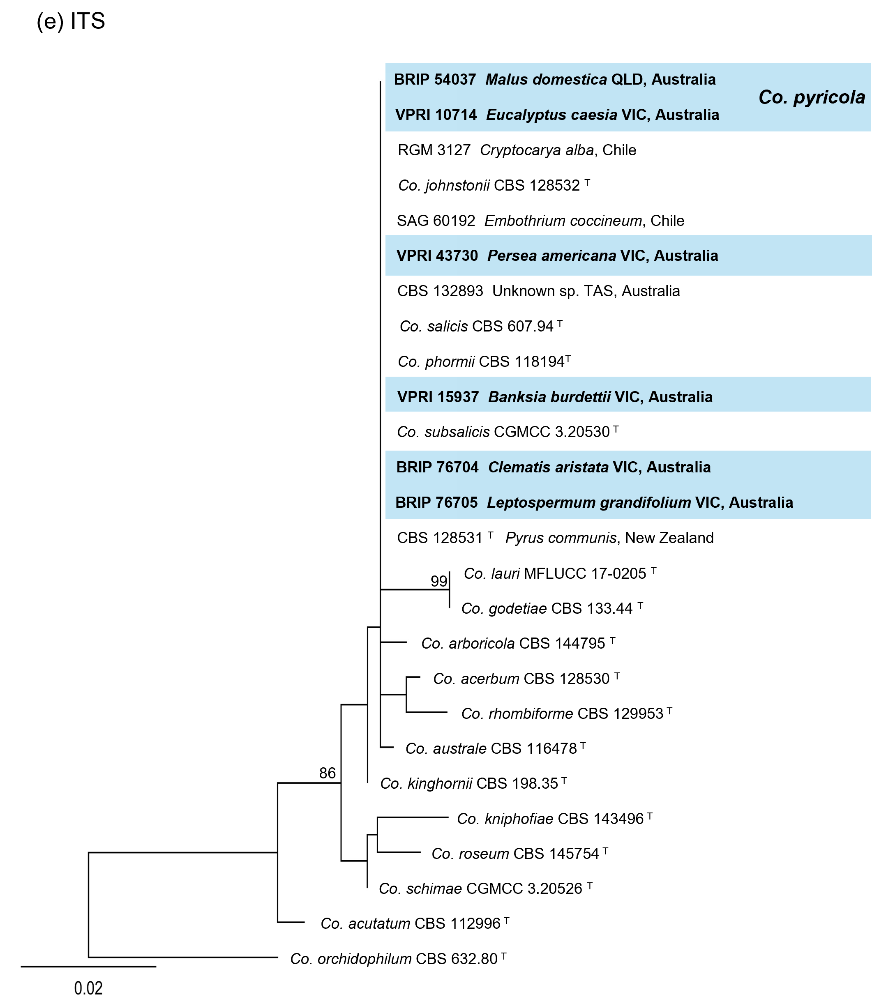 (e) ITS
BRIP 54037 Malus domestica QLD, Australia
Co. pyricola
VPRI 10714 Eucalyptus caesia VIC, Australia
RGM 3127 Cryptocarya alba, Chile
Co. johnstonii CBS 128532 T
SAG 60192 Embothrium coccineum, Chile
VPRI 43730 Persea americana VIC, Australia
CBS 132893 Unknown sp. TAS, Australia
Co. salicis CBS 607.94 T
Co. phormii CBS 118194T
VPRI 15937 Banksia burdettii VIC, Australia
Co. subsalicis CGMCC 3.20530 T
BRIP 76704 Clematis aristata VIC, Australia
BRIP 76705 Leptospermum grandifolium VIC, Australia
CBS 128531 T Pyrus communis, New Zealand
Co. lauri MFLUCC 17-0205 T
99
Co. godetiae CBS 133.44 T
Co. arboricola CBS 144795 T
Co. acerbum CBS 128530 T
Co. rhombiforme CBS 129953 T
Co. australe CBS 116478 T
86
Co. kinghornii CBS 198.35 T
Co. kniphofiae CBS 143496 T
Co. roseum CBS 145754 T
Co. schimae CGMCC 3.20526 T
Co. acutatum CBS 112996 T
Co. orchidophilum CBS 632.80 T
0.02